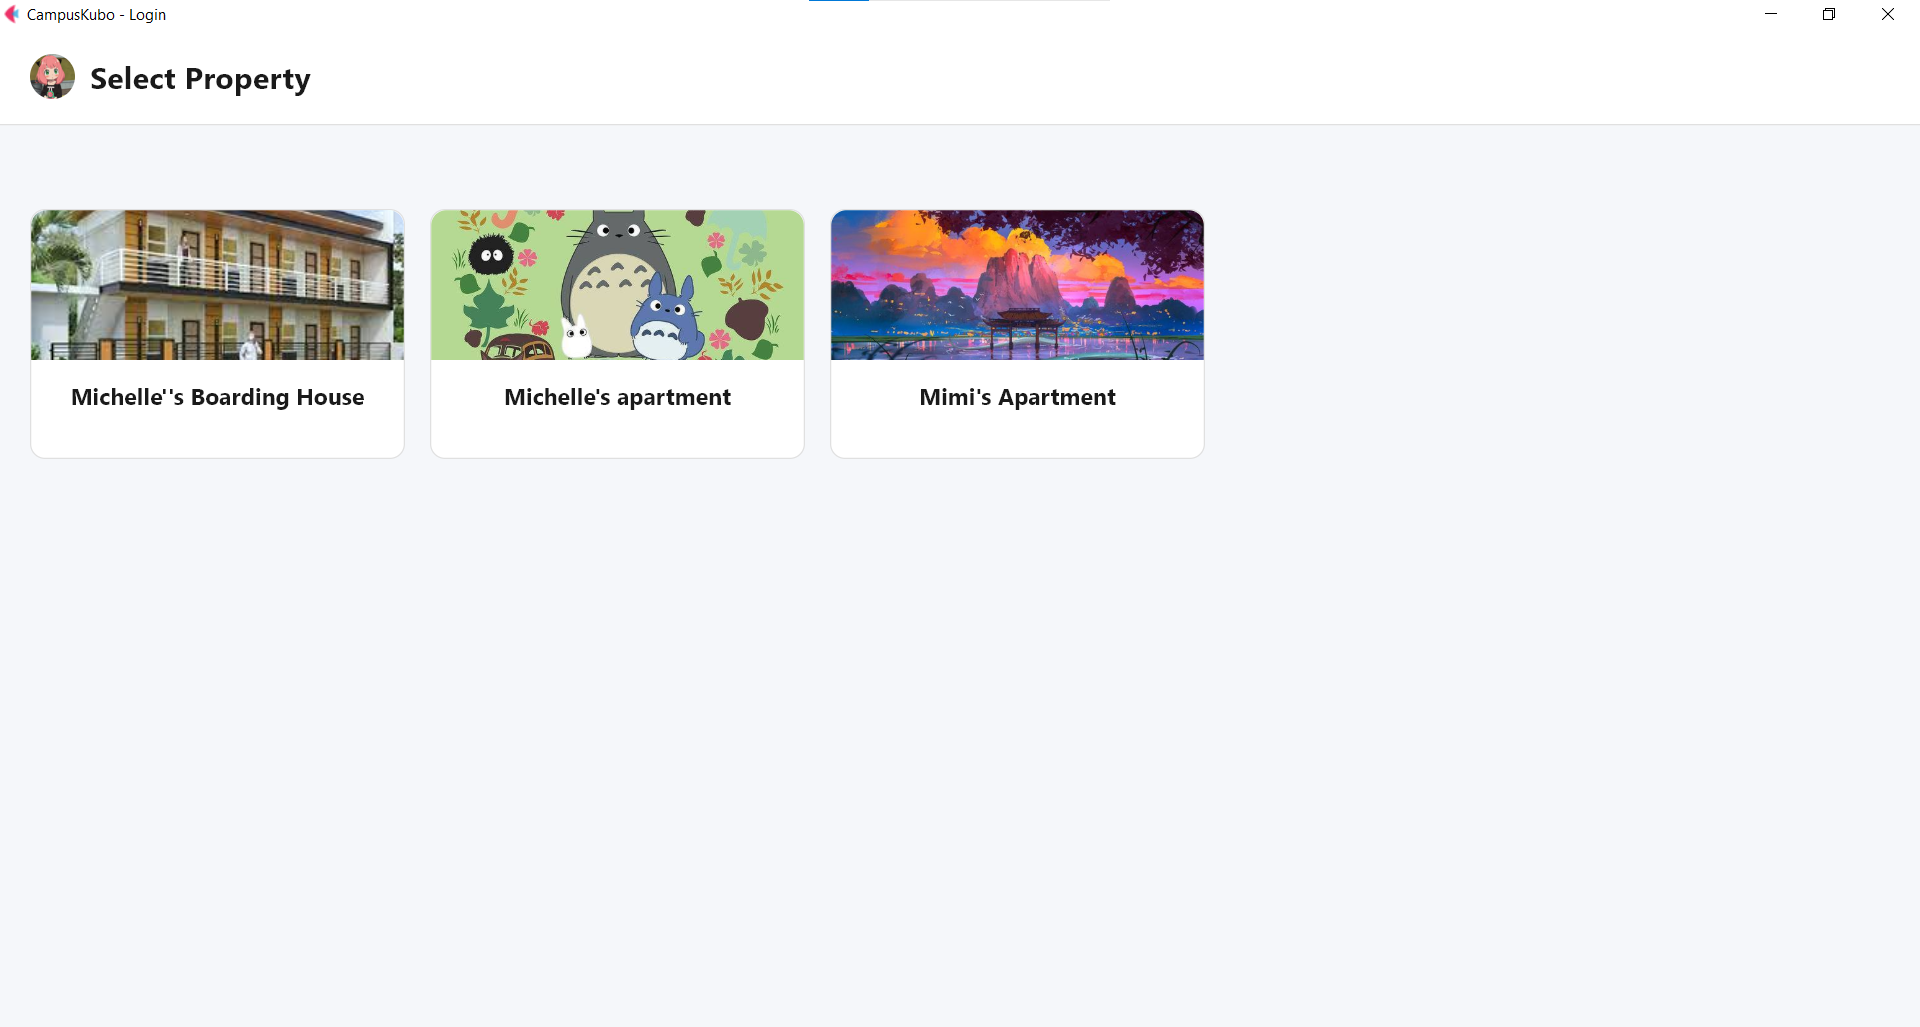 CampusKubo - Login
Select Property
Michelle''s Boarding House
Michelle's apartment
Mimi's Apartment